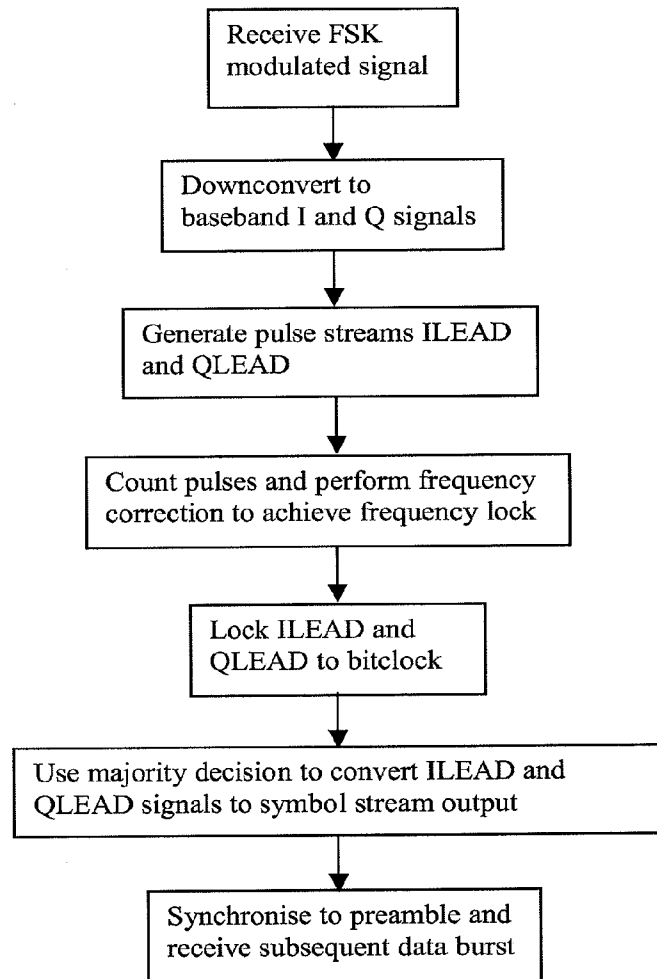 Receive FSK
modulated signal
Downconvert to
baseband I and Q signals
Generate pulse streams ILEAD
and QLEAD
Count pulses and perform frequency
correction to achieve frequency lock
Lock ILEAD and
QLEAD to bitclock
Use majority decision to convert ILEAD and
QLEAD signals to symbol stream output
Synchronise to preamble and
receive subsequent data burst